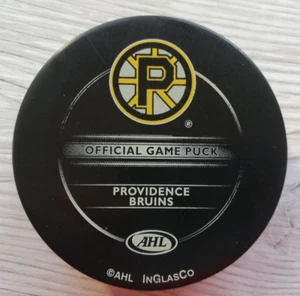 P
®
OFFICIAL GAME PUCK
PROVIDENCE
BRUINS
AHL
©AHL INGLASCO